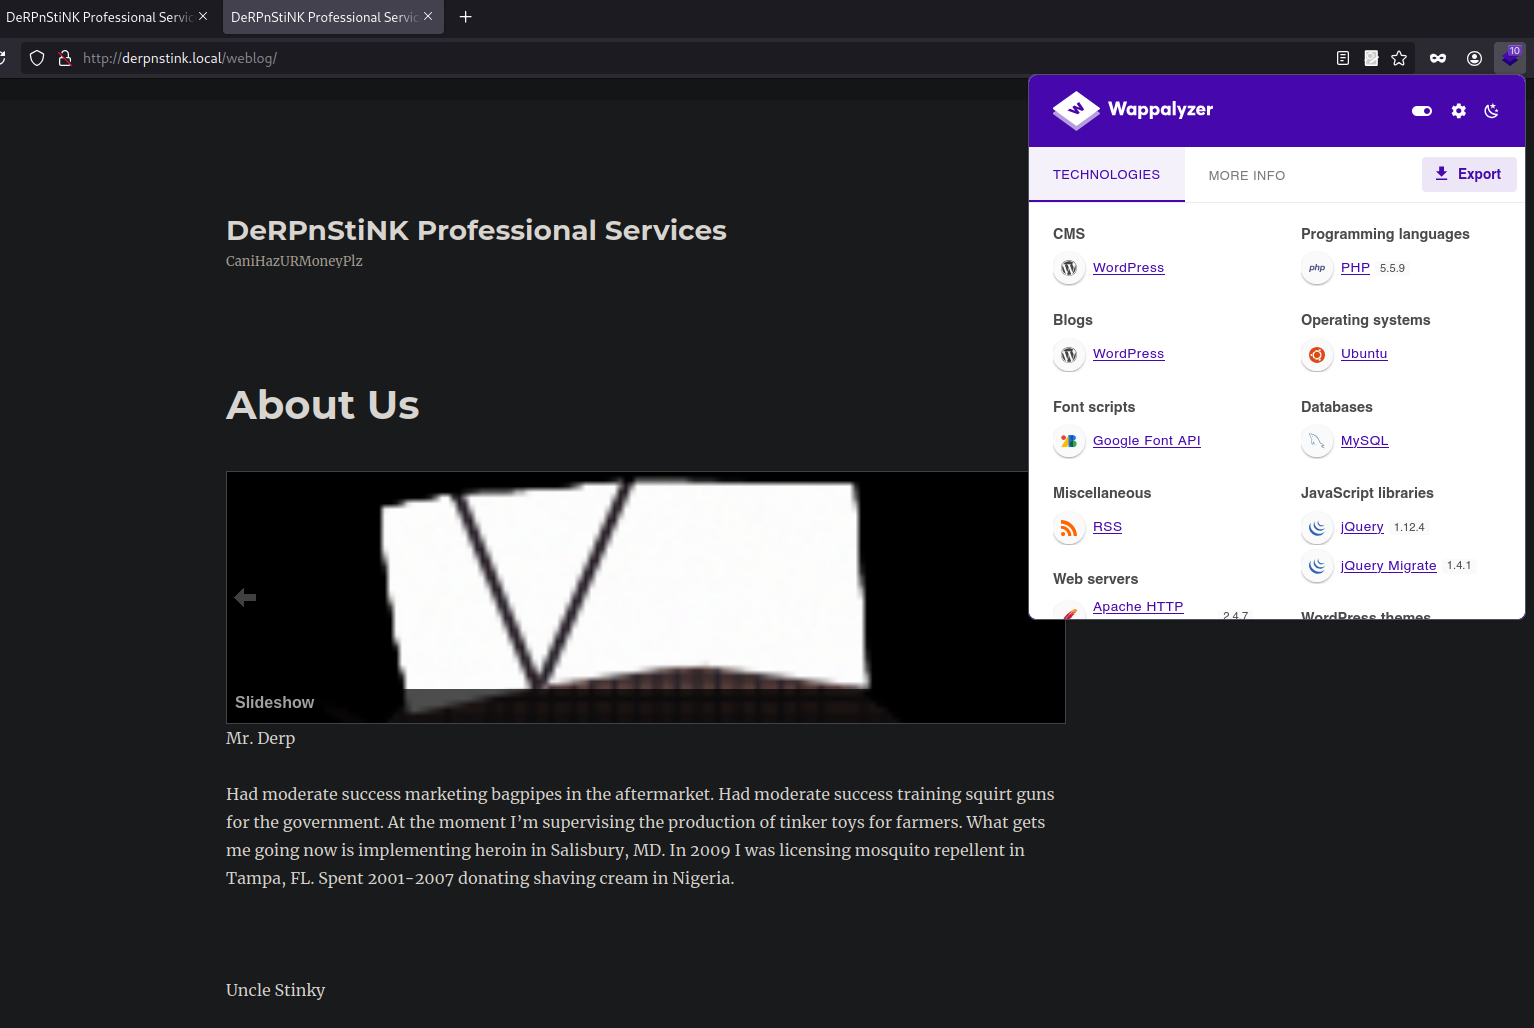 DeRPnStiNK Professional Servic
DeRPnStiNK Professional Servic
http://derpnstink.local/weblog/
10
Wappalyzer
TECHNOLOGIES
MORE INFO
Export
CMS
WordPress
Programming languages
php
PHP 5.5.9
Blogs
WordPress
Operating systems
Ubuntu
Font scripts
Google Font API
Databases
MySQL
Miscellaneous
RSS
JavaScript libraries
jQuery 1.12.4
jQuery Migrate 1.4.1
Web servers
Apache HTTP
2.4.7
WordPress themes
DeRPnStiNK Professional Services
CaniHazURMoneyPlz
About Us
Slideshow
Mr. Derp
Had moderate success marketing bagpipes in the aftermarket. Had moderate success training squirt guns
for the government. At the moment I’m supervising the production of tinker toys for farmers. What gets
me going now is implementing heroin in Salisbury, MD. In 2009 I was licensing mosquito repellent in
Tampa, FL. Spent 2001-2007 donating shaving cream in Nigeria.
Uncle Stinky